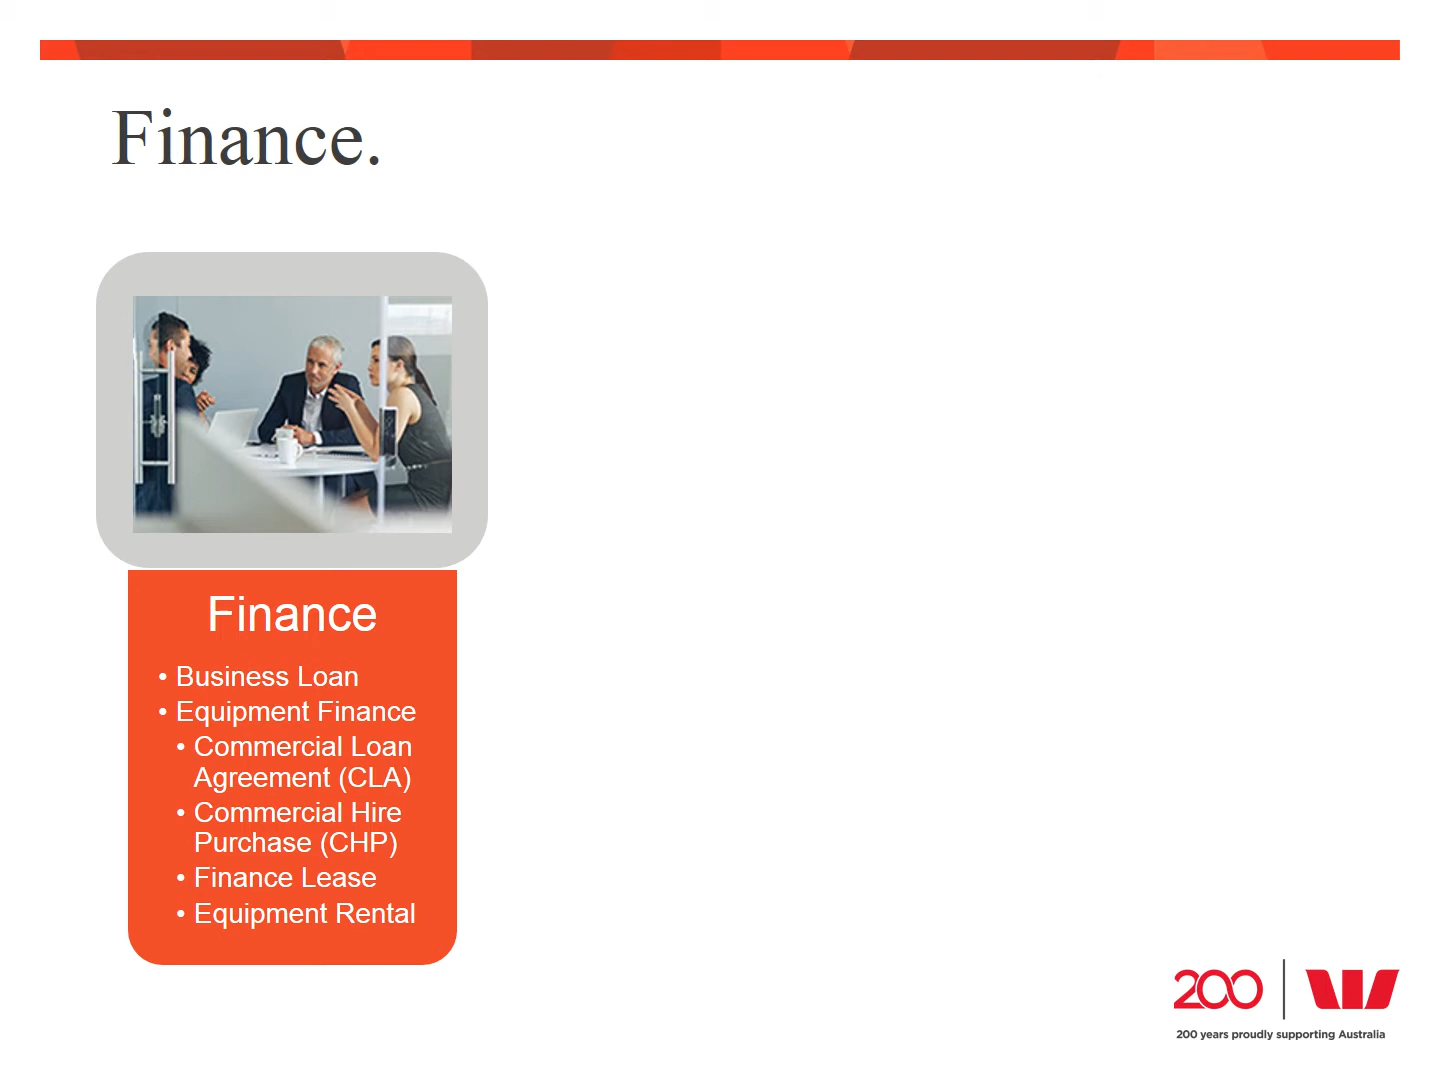 Finance.
Finance
• Business Loan
• Equipment Finance
• Commercial Loan
Agreement (CLA)
• Commercial Hire
Purchase (CHP)
• Finance Lease
• Equipment Rental
200
200 years proudly supporting Australia